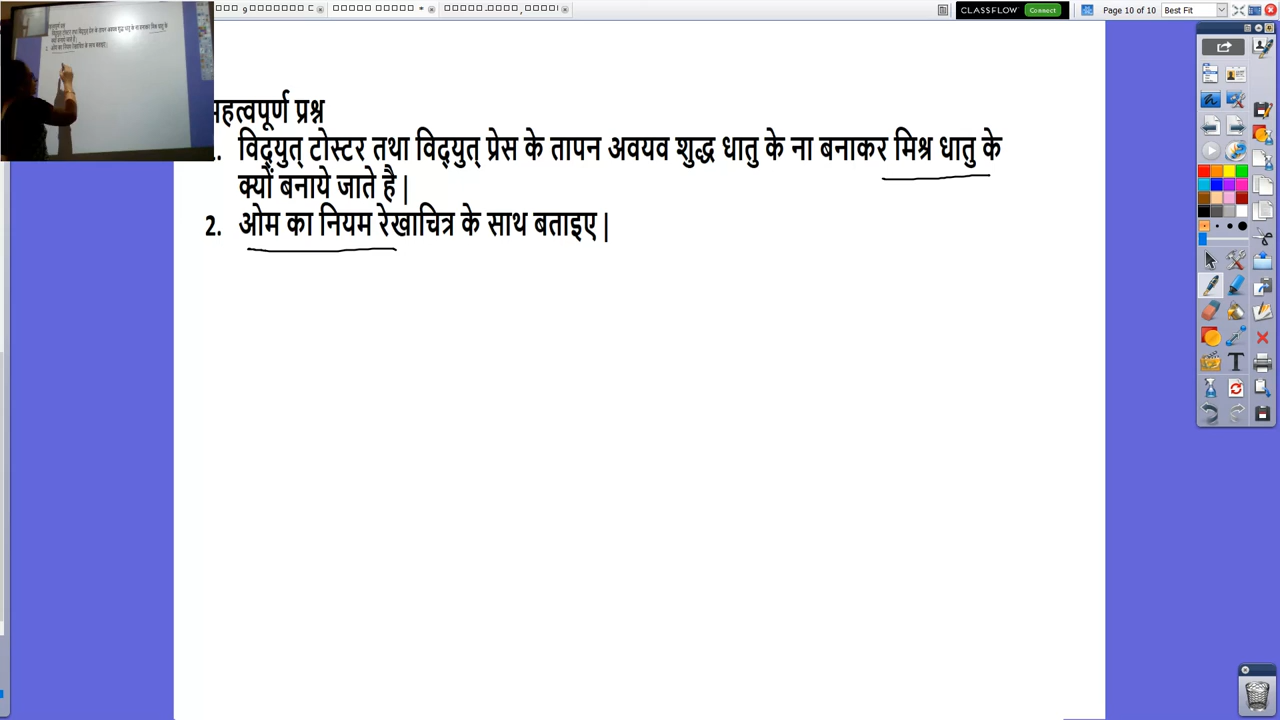 CLASSFLOW Connect Page 10 of 10 Best Fit
महत्वपूर्ण प्रश्न
विद्युत् टोस्टर तथा विद्युत् प्रेस के तापन अवयव शुद्ध धातु के ना बनाकर मिश्र धातु के
क्यों बनाये जाते है |
2. ओम का नियम रेखाचित्र के साथ बताइए |